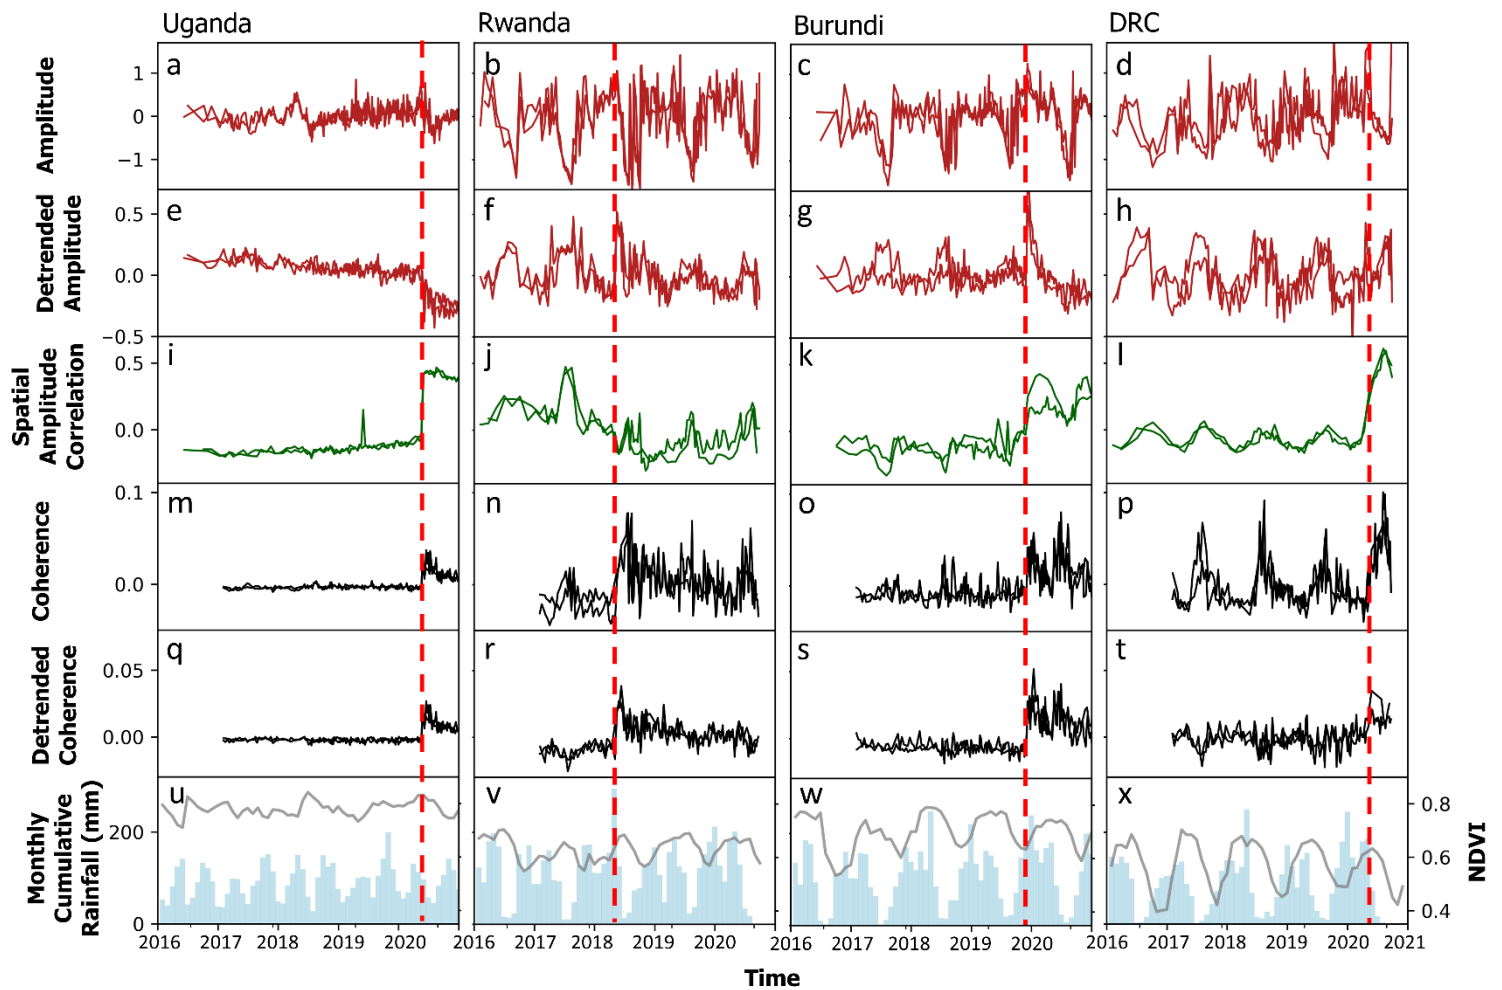 Uganda Rwanda Burundi DRC
a b c d
1
0
−1
Amplitude
e f g h
0.5
0.0
−0.5
Detrended
Amplitude
i j k l
0.5
0.0
Spatial
Amplitude
Correlation
m n o p
0.1
0.0
Coherence
q r s t
0.05
0.00
Detrended
Coherence
u v w x
200
0
Monthly
Cumulative
Rainfall (mm)
0.8
0.6
0.4
NDVI
2016 2017 2018 2019 2020 2016 2017 2018 2019 2020 2016 2017 2018 2019 2020 2016 2017 2018 2019 2020 2021
Time